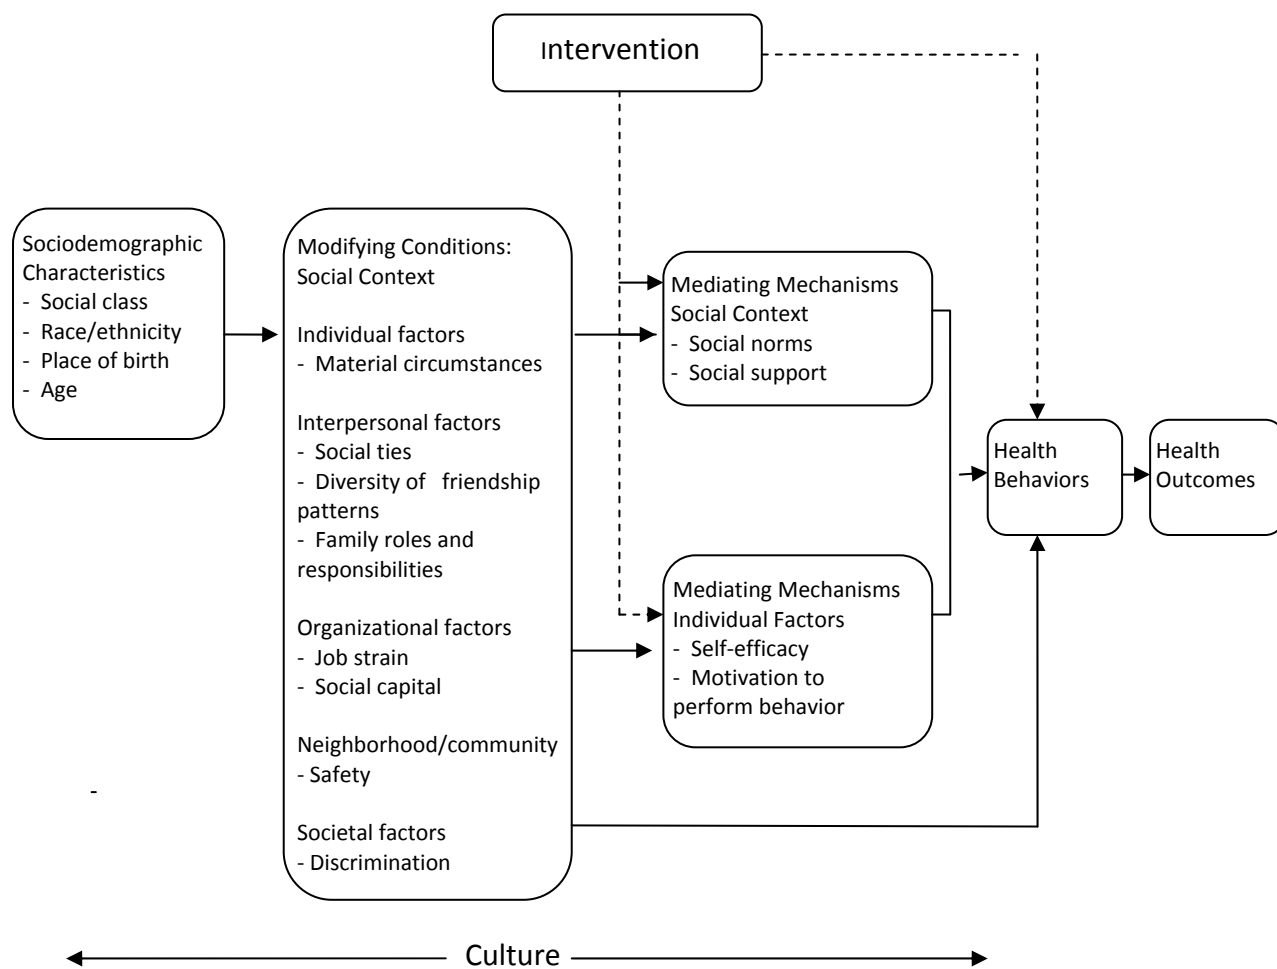 Intervention
Sociodemographic
Characteristics
- Social class
- Race/ethnicity
- Place of birth
- Age
Modifying Conditions:
Social Context
Individual factors
- Material circumstances
Interpersonal factors
- Social ties
- Diversity of friendship
patterns
- Family roles and
responsibilities
Organizational factors
- Job strain
- Social capital
Neighborhood/community
- Safety
Societal factors
- Discrimination
Mediating Mechanisms
Social Context
- Social norms
- Social support
Mediating Mechanisms
Individual Factors
- Self-efficacy
- Motivation to
perform behavior
Health
Behaviors
Health
Outcomes
-
Culture